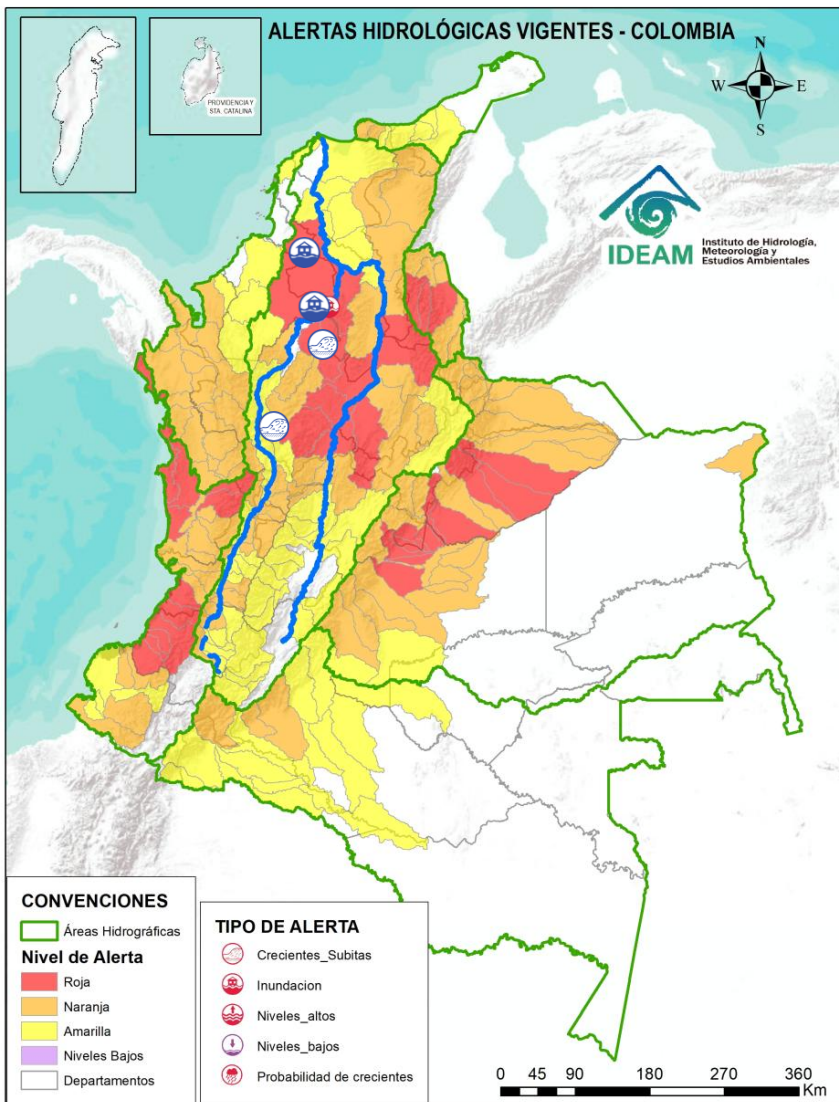 ALERTAS HIDROLÓGICAS VIGENTES - COLOMBIA
PROVIDENCIA Y
STA. CATALINA
N
W
E
S
IDEAM
Instituto de Hidrología,
Meteorología y
Estudios Ambientales
CONVENCIONES
Áreas Hidrográficas
Nivel de Alerta
Roja
Naranja
Amarilla
Niveles Bajos
Departamentos
TIPO DE ALERTA
Crecientes_Subitas
Inundacion
Niveles_altos
Niveles_bajos
Probabilidad de crecientes
0 45 90 180 270 360
Km